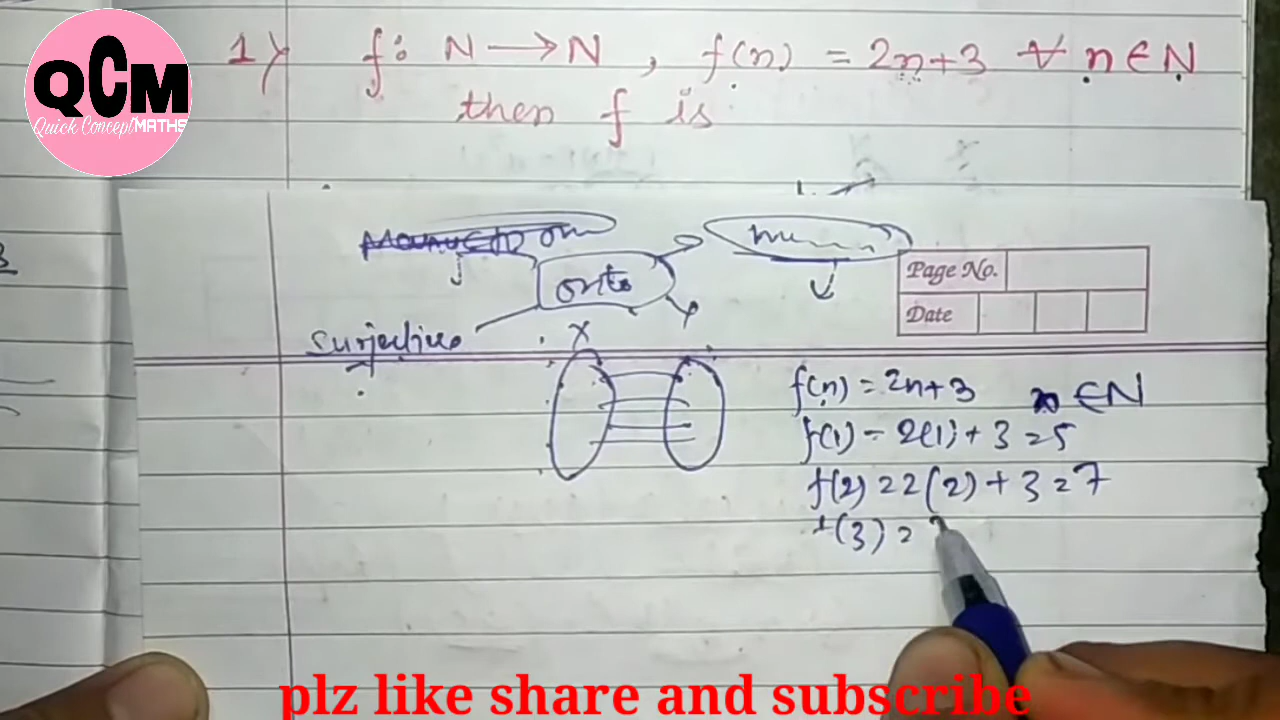 QCM
Quick Concept MATHS
1) f: N → N , f(n) = 2n+3 ∀ n ∈ N
then f is
onto
Surjective
X
Page No.
Date
f(n) = 2n+3 n ∈ N
f(1) = 2(1) + 3 = 5
f(2) = 2(2) + 3 = 7
f(3) =
plz like share and subscribe